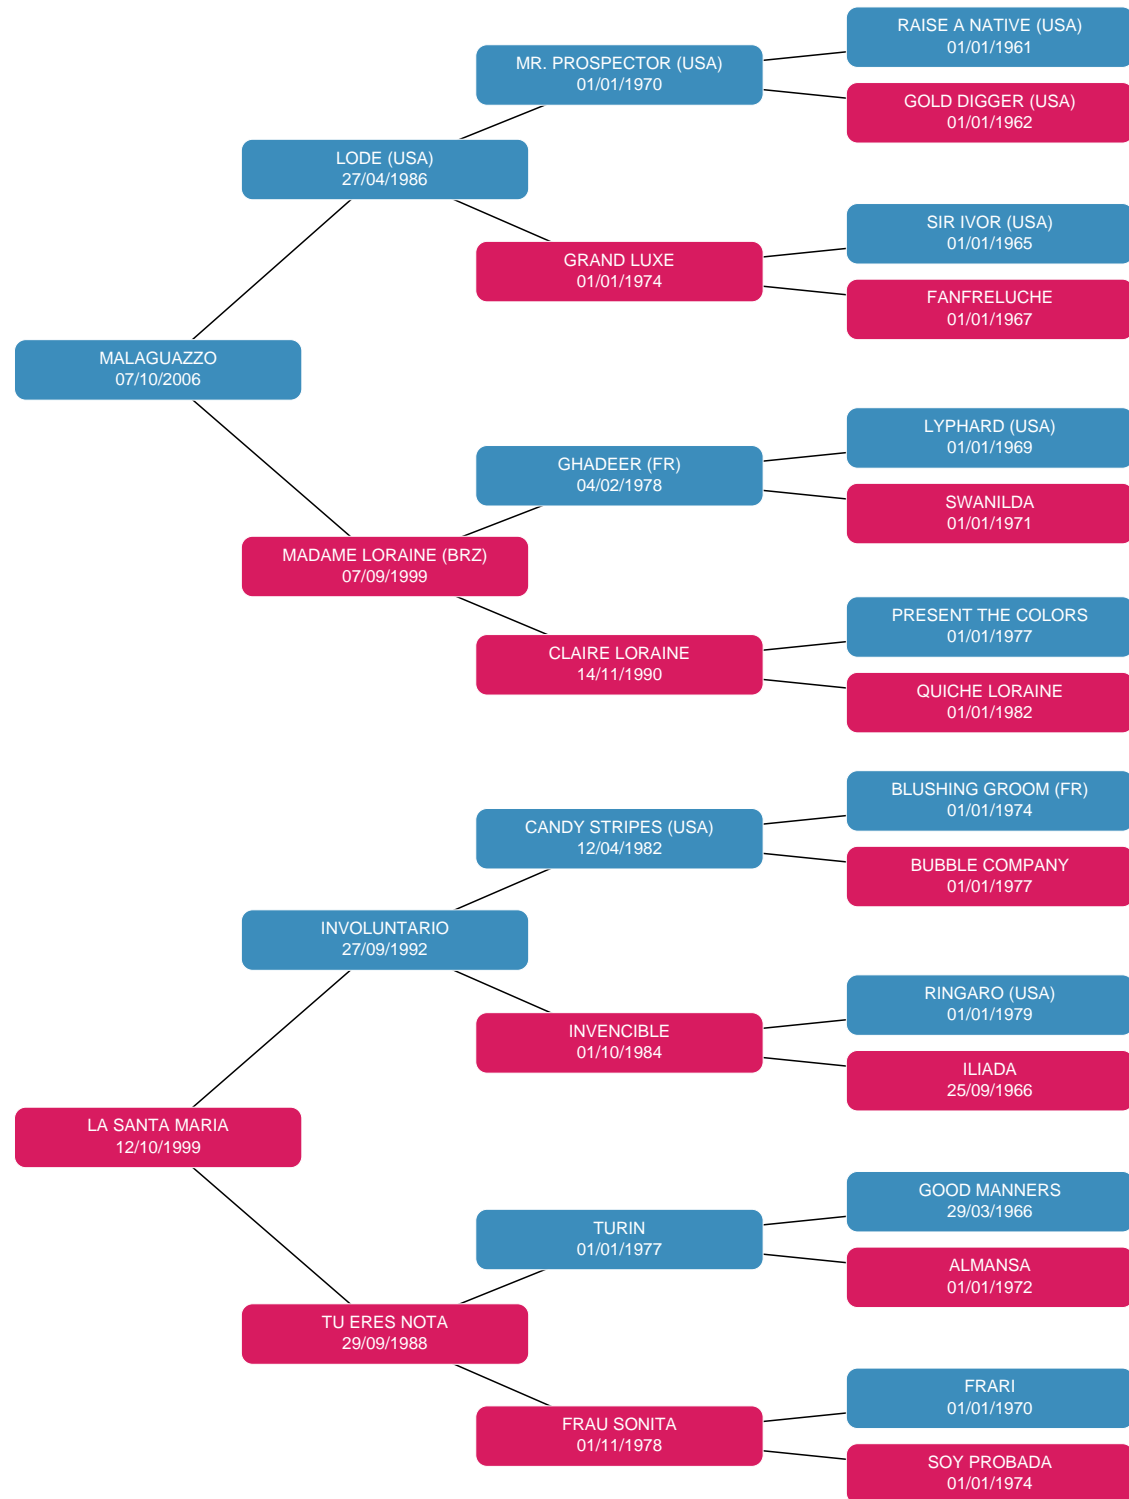 RAISE A NATIVE (USA)
01/01/1961
MR. PROSPECTOR (USA)
01/01/1970
GOLD DIGGER (USA)
01/01/1962
LODE (USA)
27/04/1986
SIR IVOR (USA)
01/01/1965
GRAND LUXE
01/01/1974
FANFRELUCHE
01/01/1967
MALAGUAZZO
07/10/2006
LYPHARD (USA)
01/01/1969
GHADEER (FR)
04/02/1978
SWANILDA
01/01/1971
MADAME LORAINE (BRZ)
07/09/1999
PRESENT THE COLORS
01/01/1977
CLAIRE LORAINE
14/11/1990
QUICHE LORAINE
01/01/1982
BLUSHING GROOM (FR)
01/01/1974
CANDY STRIPES (USA)
12/04/1982
BUBBLE COMPANY
01/01/1977
INVOLUNTARIO
27/09/1992
RINGARO (USA)
01/01/1979
INVENCIBLE
01/10/1984
ILIADA
25/09/1966
LA SANTA MARIA
12/10/1999
GOOD MANNERS
29/03/1966
TURIN
01/01/1977
ALMANSA
01/01/1972
TU ERES NOTA
29/09/1988
FRARI
01/01/1970
FRAU SONITA
01/11/1978
SOY PROBADA
01/01/1974